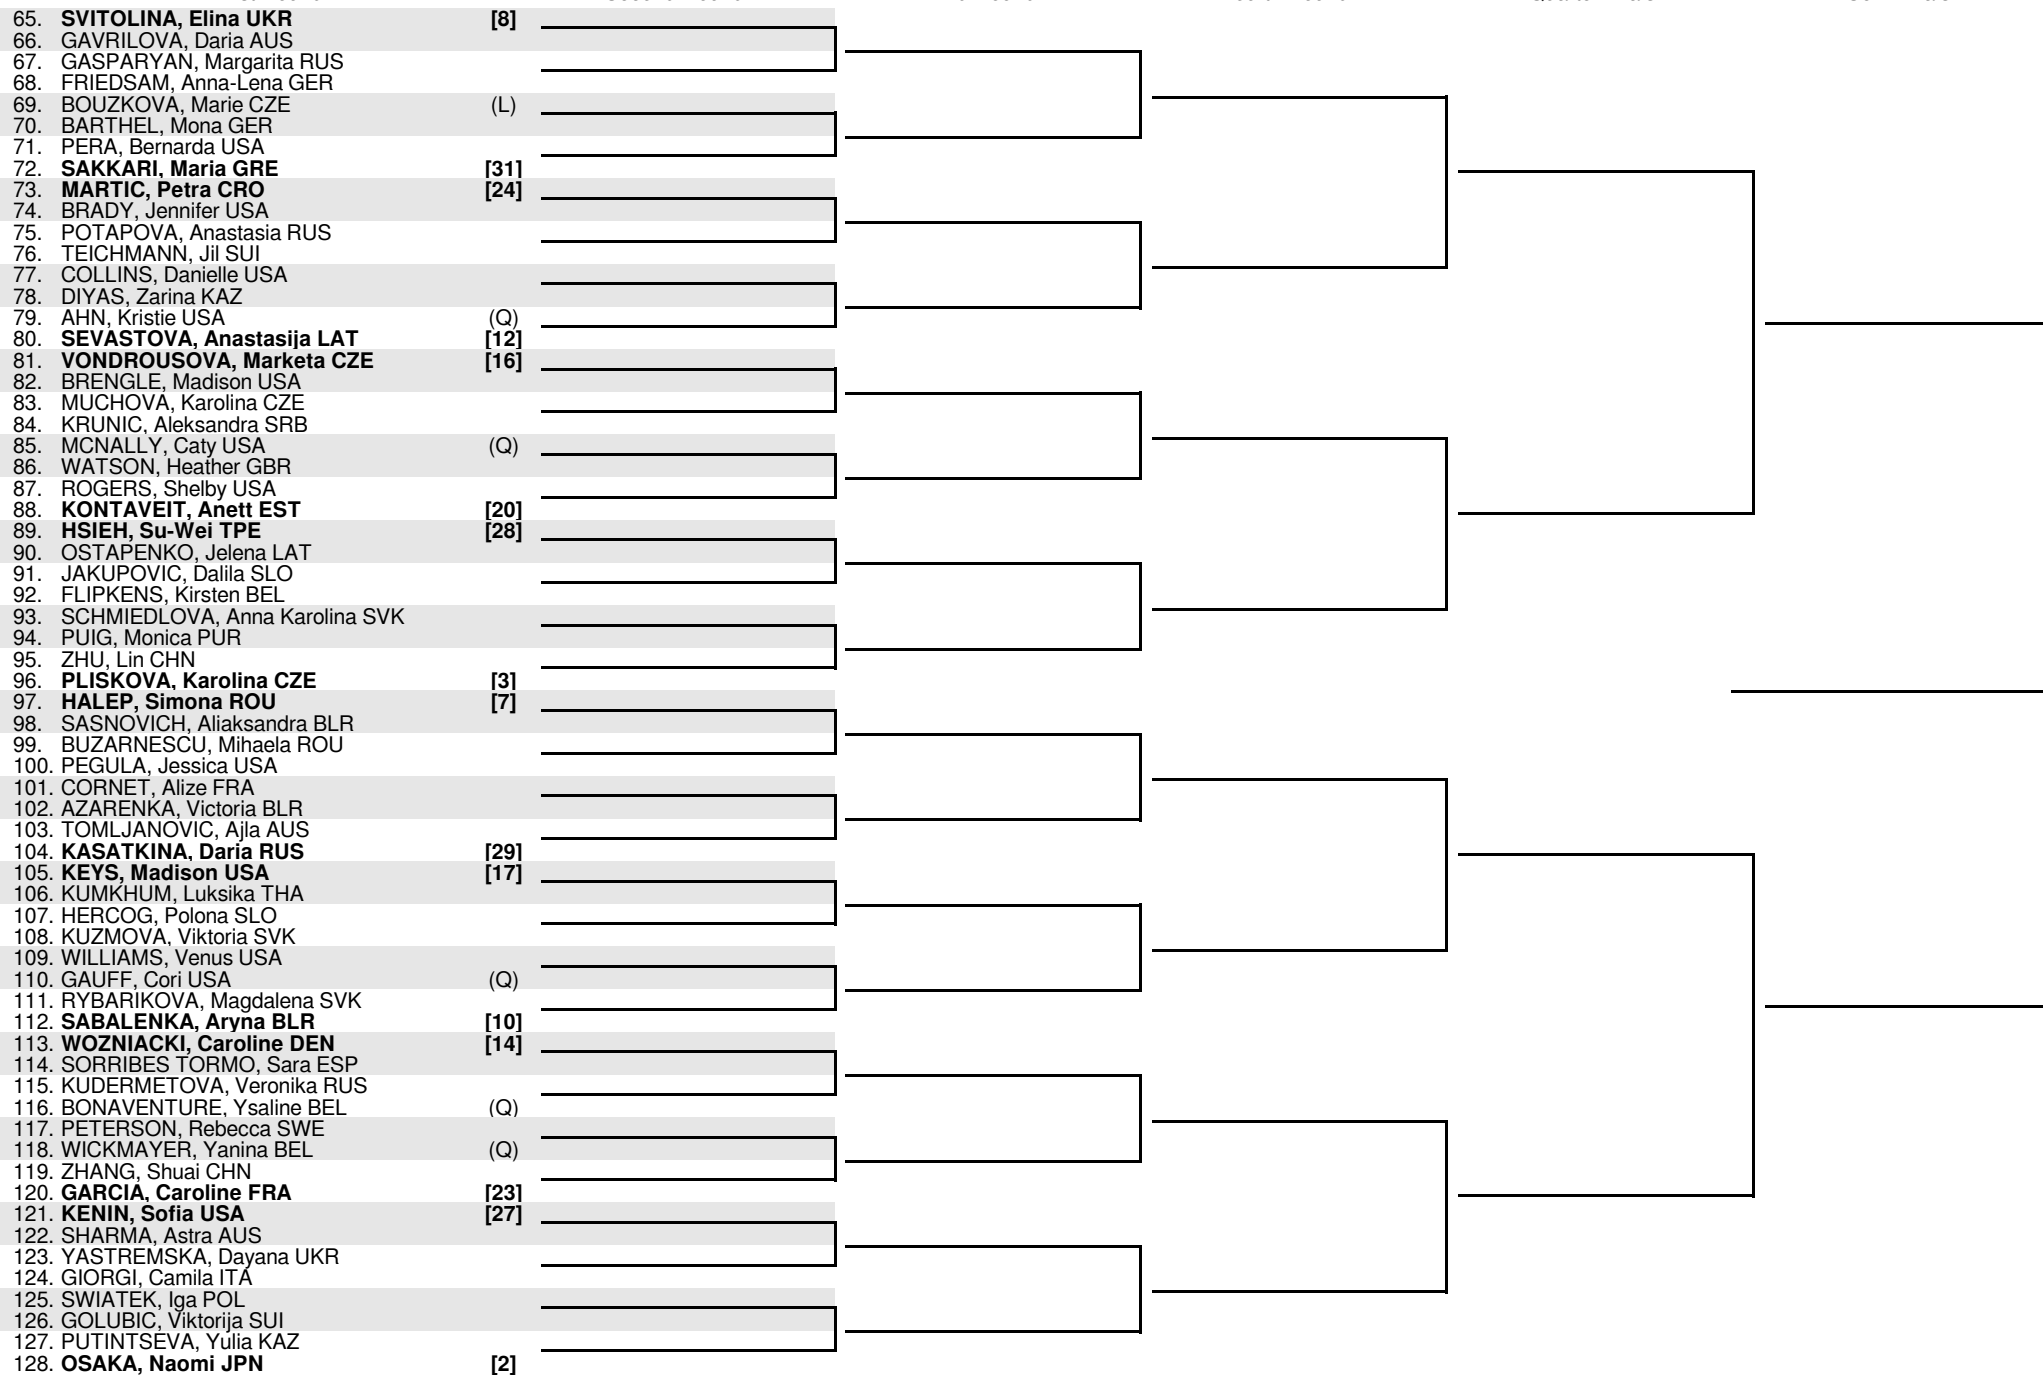 65. SVITOLINA, Elina UKR [8]
66. GAVRILOVA, Daria AUS
67. GASPARYAN, Margarita RUS
68. FRIEDSAM, Anna-Lena GER
69. BOUZKOVA, Marie CZE (L)
70. BARTHEL, Mona GER
71. PERA, Bernarda USA
72. SAKKARI, Maria GRE [31]
73. MARTIC, Petra CRO [24]
74. BRADY, Jennifer USA
75. POTAPOVA, Anastasia RUS
76. TEICHMANN, Jil SUI
77. COLLINS, Danielle USA
78. DIYAS, Zarina KAZ
79. AHN, Kristie USA (Q)
80. SEVASTOVA, Anastasija LAT [12]
81. VONDROUSOVA, Marketa CZE [16]
82. BRENGLE, Madison USA
83. MUCHOVA, Karolina CZE
84. KRUNIC, Aleksandra SRB
85. MCNALLY, Caty USA (Q)
86. WATSON, Heather GBR
87. ROGERS, Shelby USA
88. KONTAVEIT, Anett EST [20]
89. HSIEH, Su-Wei TPE [28]
90. OSTAPENKO, Jelena LAT
91. JAKUPOVIC, Dalila SLO
92. FLIPKENS, Kirsten BEL
93. SCHMIEDLOVA, Anna Karolina SVK
94. PUIG, Monica PUR
95. ZHU, Lin CHN
96. PLISKOVA, Karolina CZE [3]
97. HALEP, Simona ROU [7]
98. SASNOVICH, Aliaksandra BLR
99. BUZARNESCU, Mihaela ROU
100. PEGULA, Jessica USA
101. CORNET, Alize FRA
102. AZARENKA, Victoria BLR
103. TOMLJANOVIC, Ajla AUS
104. KASATKINA, Daria RUS [29]
105. KEYS, Madison USA [17]
106. KUMKHUM, Luksika THA
107. HERCOG, Polona SLO
108. KUZMOVA, Viktoria SVK
109. WILLIAMS, Venus USA
110. GAUFF, Cori USA (Q)
111. RYBARIKOVA, Magdalena SVK
112. SABALENKA, Aryna BLR [10]
113. WOZNIACKI, Caroline DEN [14]
114. SORRIBES TORMO, Sara ESP
115. KUDERMETOVA, Veronika RUS
116. BONAVENTURE, Ysaline BEL (Q)
117. PETERSON, Rebecca SWE
118. WICKMAYER, Yanina BEL (Q)
119. ZHANG, Shuai CHN
120. GARCIA, Caroline FRA [23]
121. KENIN, Sofia USA [27]
122. SHARMA, Astra AUS
123. YASTREMSKA, Dayana UKR
124. GIORGI, Camila ITA
125. SWIATEK, Iga POL
126. GOLUBIC, Viktorija SUI
127. PUTINTSEVA, Yulia KAZ
128. OSAKA, Naomi JPN [2]